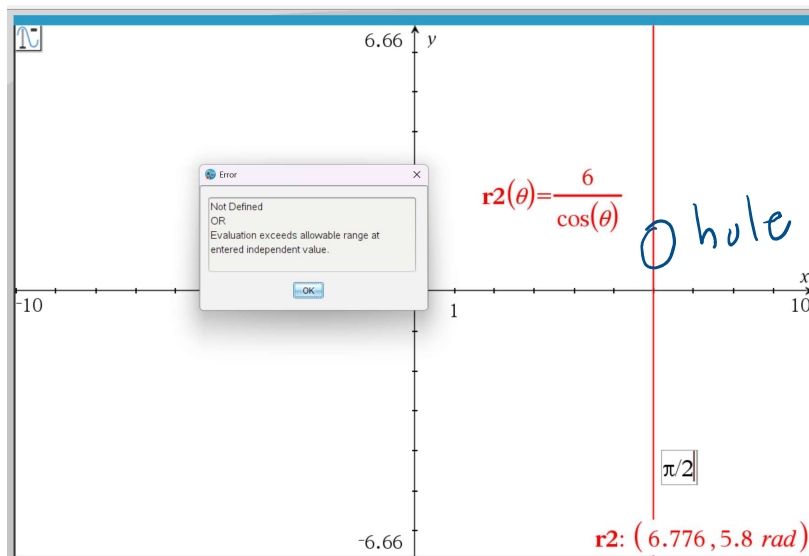 6.66 y
Error
Not Defined
OR
Evaluation exceeds allowable range at
entered independent value.
OK
r2(θ)=6/cos(θ)
hole
x
-10
1
10
π/2
-6.66
r2: (6.776,5.8 rad)